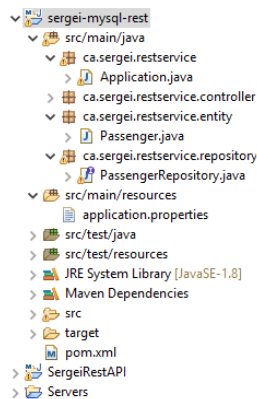 sergei-mysql-rest
src/main/java
ca.sergei.restservice
Application.java
ca.sergei.restservice.controller
ca.sergei.restservice.entity
Passenger.java
ca.sergei.restservice.repository
PassengerRepository.java
src/main/resources
application.properties
src/test/java
src/test/resources
JRE System Library [JavaSE-1.8]
Maven Dependencies
src
target
pom.xml
SergeiRestAPI
Servers